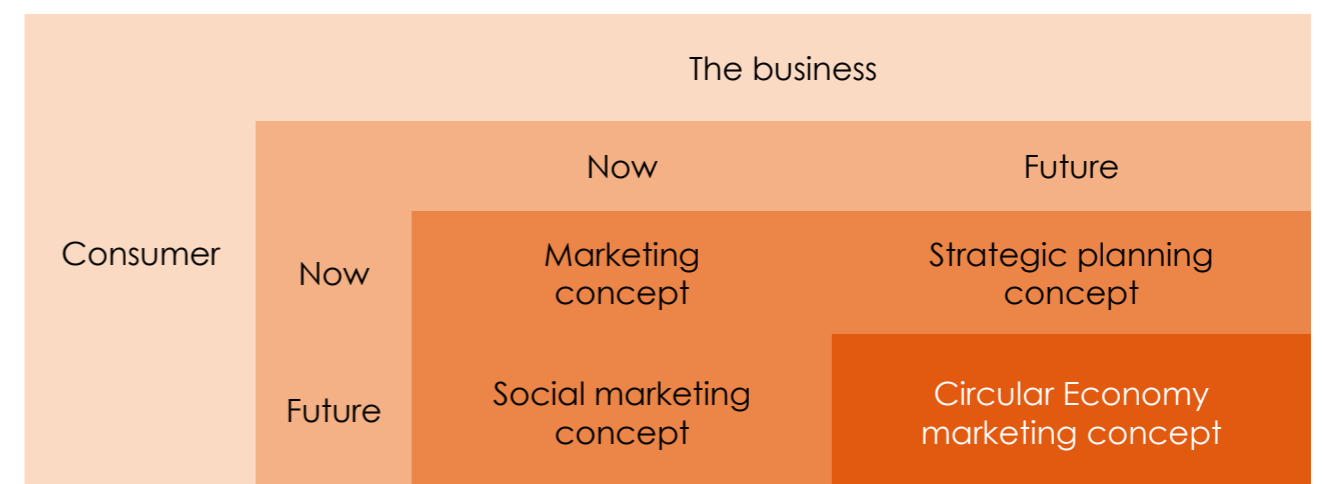 The business
Now
Future
Consumer
Now
Marketing
concept
Strategic planning
concept
Future
Social marketing
concept
Circular Economy
marketing concept